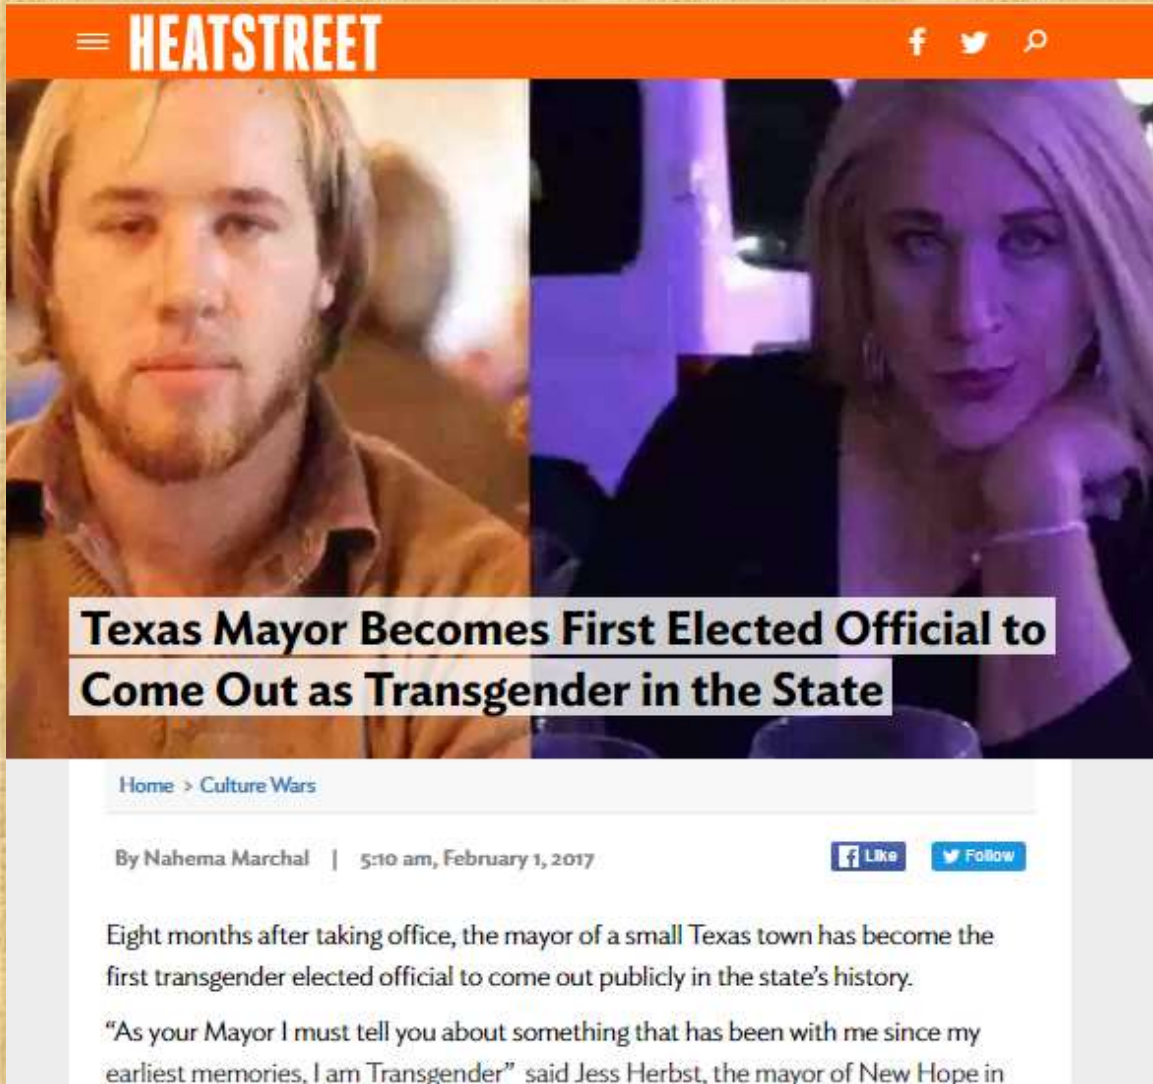 HEATSTREET
Texas Mayor Becomes First Elected Official to
Come Out as Transgender in the State
Home > Culture Wars
By Nahema Marchal | 5:10 am, February 1, 2017
Like Follow
Eight months after taking office, the mayor of a small Texas town has become the
first transgender elected official to come out publicly in the state’s history.
“As your Mayor I must tell you about something that has been with me since my
earliest memories, I am Transgender” said Jess Herbst, the mayor of New Hope in